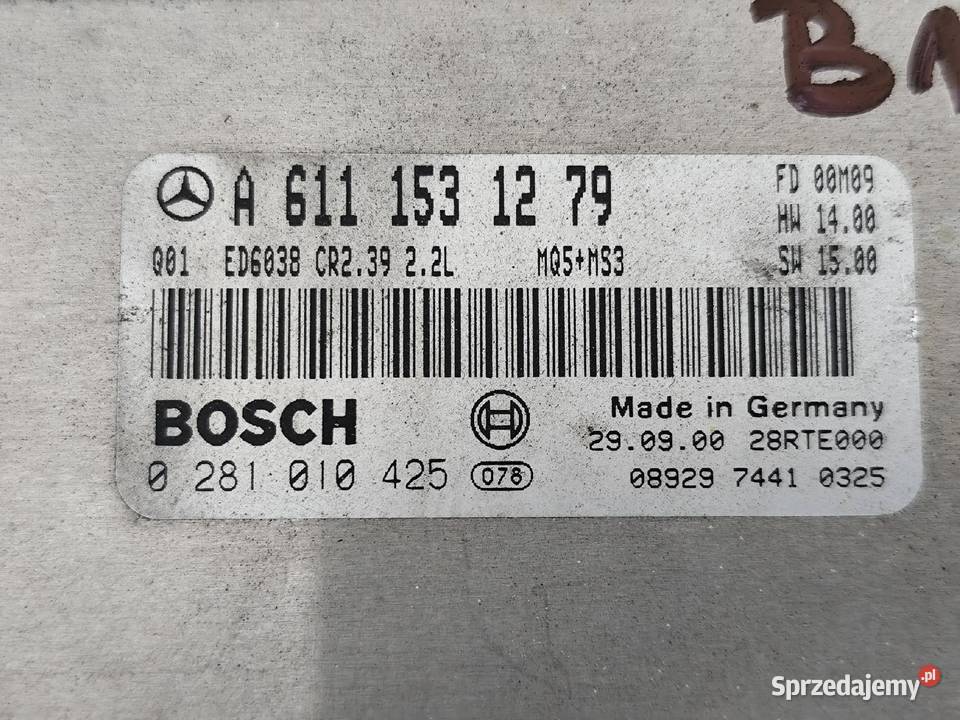 A 611 153 12 79
FD 00M09
HW 14.00
Q01 ED6038 CR2.39 2.2L MQ5+MS3
SW 15.00
BOSCH
Made in Germany
29.09.00 28RTE000
0 281 010 425 078
08929 7441 0325
Sprzedajemy.pl